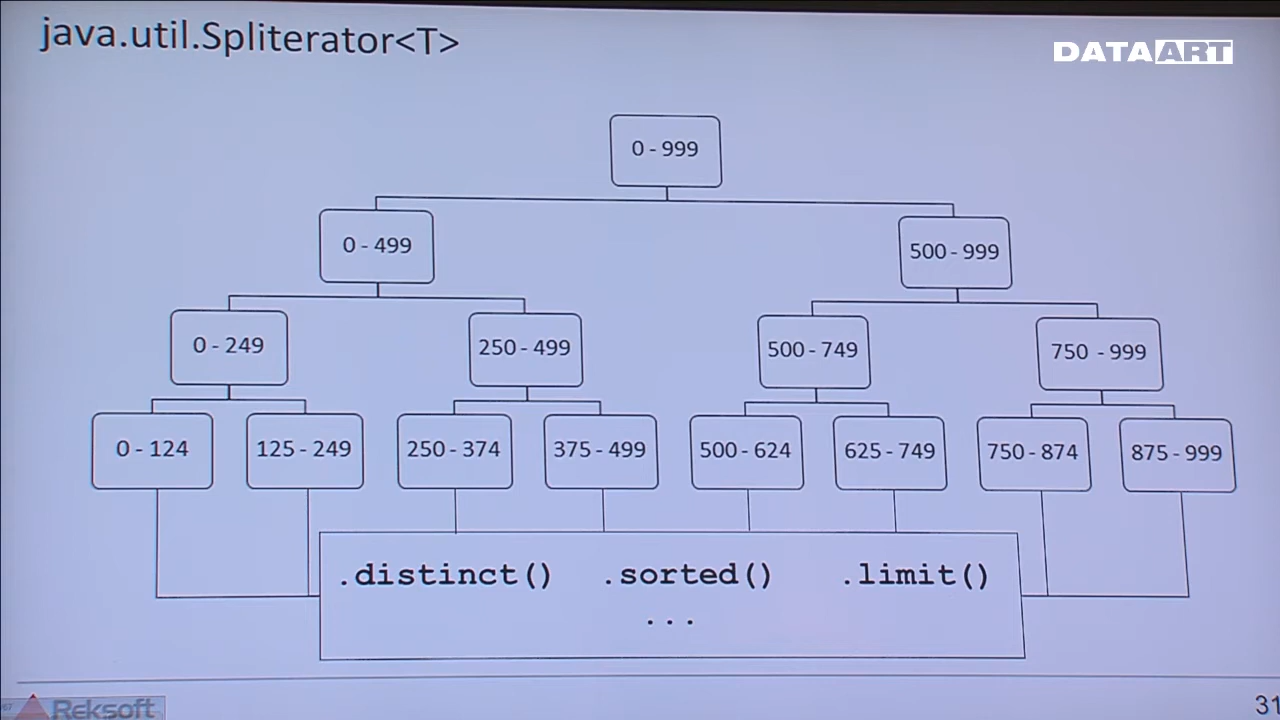 java.util.Spliterator<T>
DATAART
0 - 999
0 - 499
500 - 999
0 - 249
250 - 499
500 - 749
750 - 999
0 - 124
125 - 249
250 - 374
375 - 499
500 - 624
625 - 749
750 - 874
875 - 999
.distinct() .sorted() .limit()
...
Reksoft
31